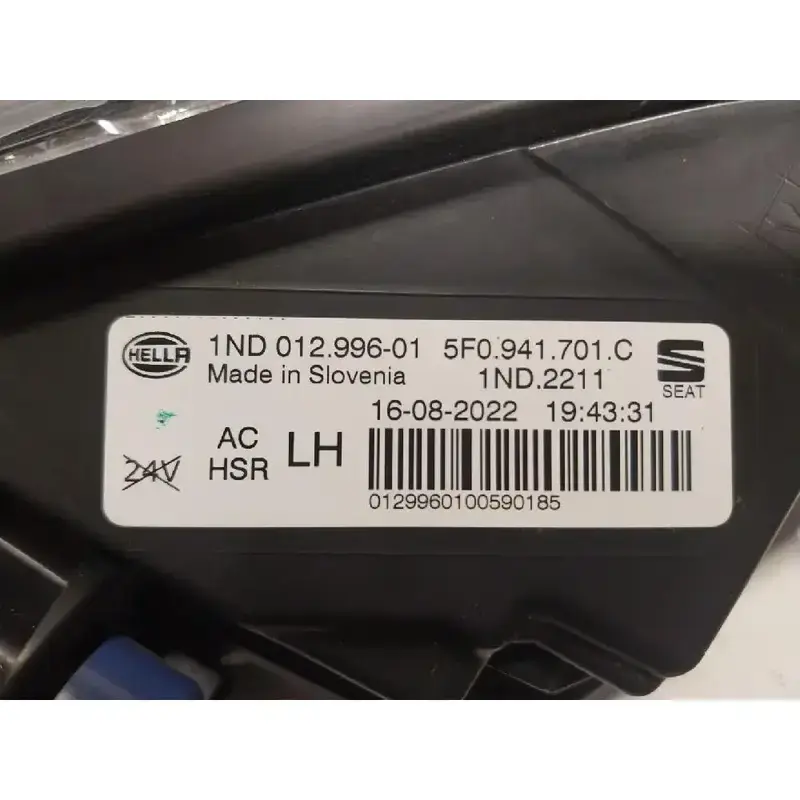 HELLA
1ND 012.996-01 5F0.941.701.C
Made in Slovenia 1ND.2211
SEAT
16-08-2022 19:43:31
24V
AC
HSR
LH
0129960100590185